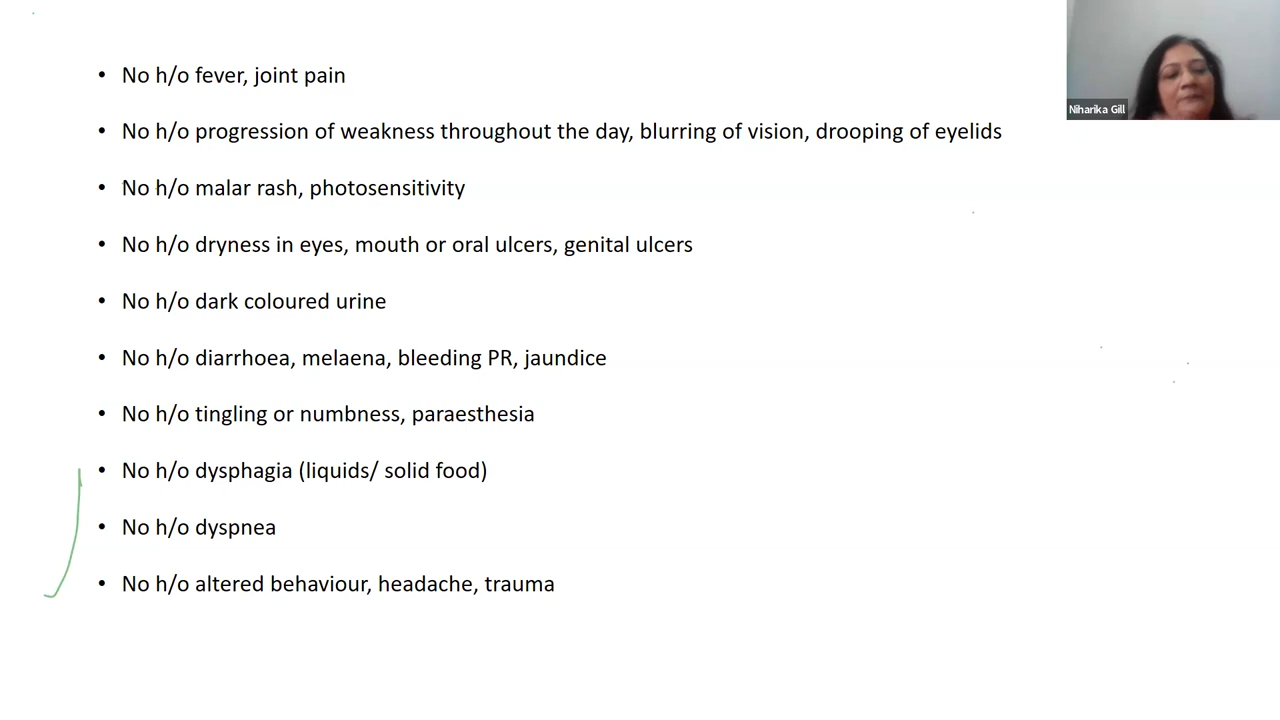 • No h/o fever, joint pain
• No h/o progression of weakness throughout the day, blurring of vision, drooping of eyelids
• No h/o malar rash, photosensitivity
• No h/o dryness in eyes, mouth or oral ulcers, genital ulcers
• No h/o dark coloured urine
• No h/o diarrhoea, melaena, bleeding PR, jaundice
• No h/o tingling or numbness, paraesthesia
• No h/o dysphagia (liquids/ solid food)
• No h/o dyspnea
• No h/o altered behaviour, headache, trauma
Niharika Gill